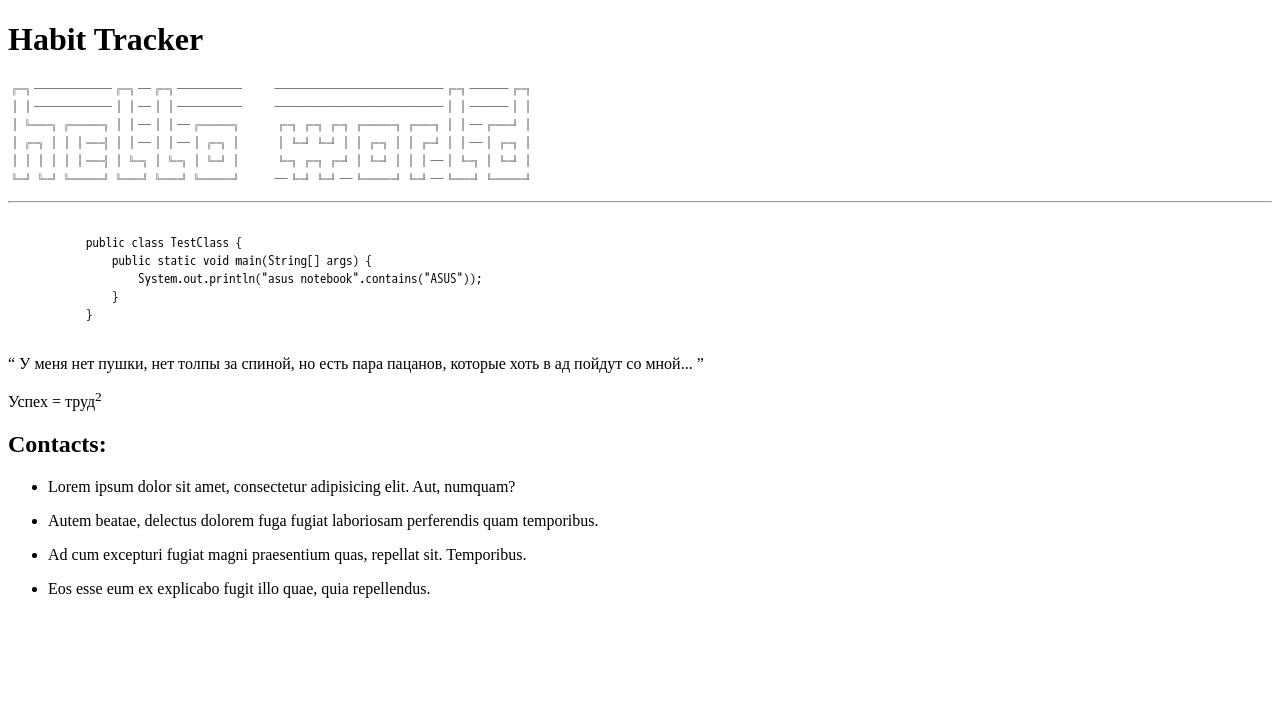 Habit Tracker
hello world
public class TestClass {
public static void main(String[] args) {
System.out.println("asus notebook".contains("ASUS"));
}
}
“ У меня нет пушки, нет толпы за спиной, но есть пара пацанов, которые хоть в ад пойдут со мной... ”
Успех = труд2
Contacts:
Lorem ipsum dolor sit amet, consectetur adipisicing elit. Aut, numquam?
Autem beatae, delectus dolorem fuga fugiat laboriosam perferendis quam temporibus.
Ad cum excepturi fugiat magni praesentium quas, repellat sit. Temporibus.
Eos esse eum ex explicabo fugit illo quae, quia repellendus.